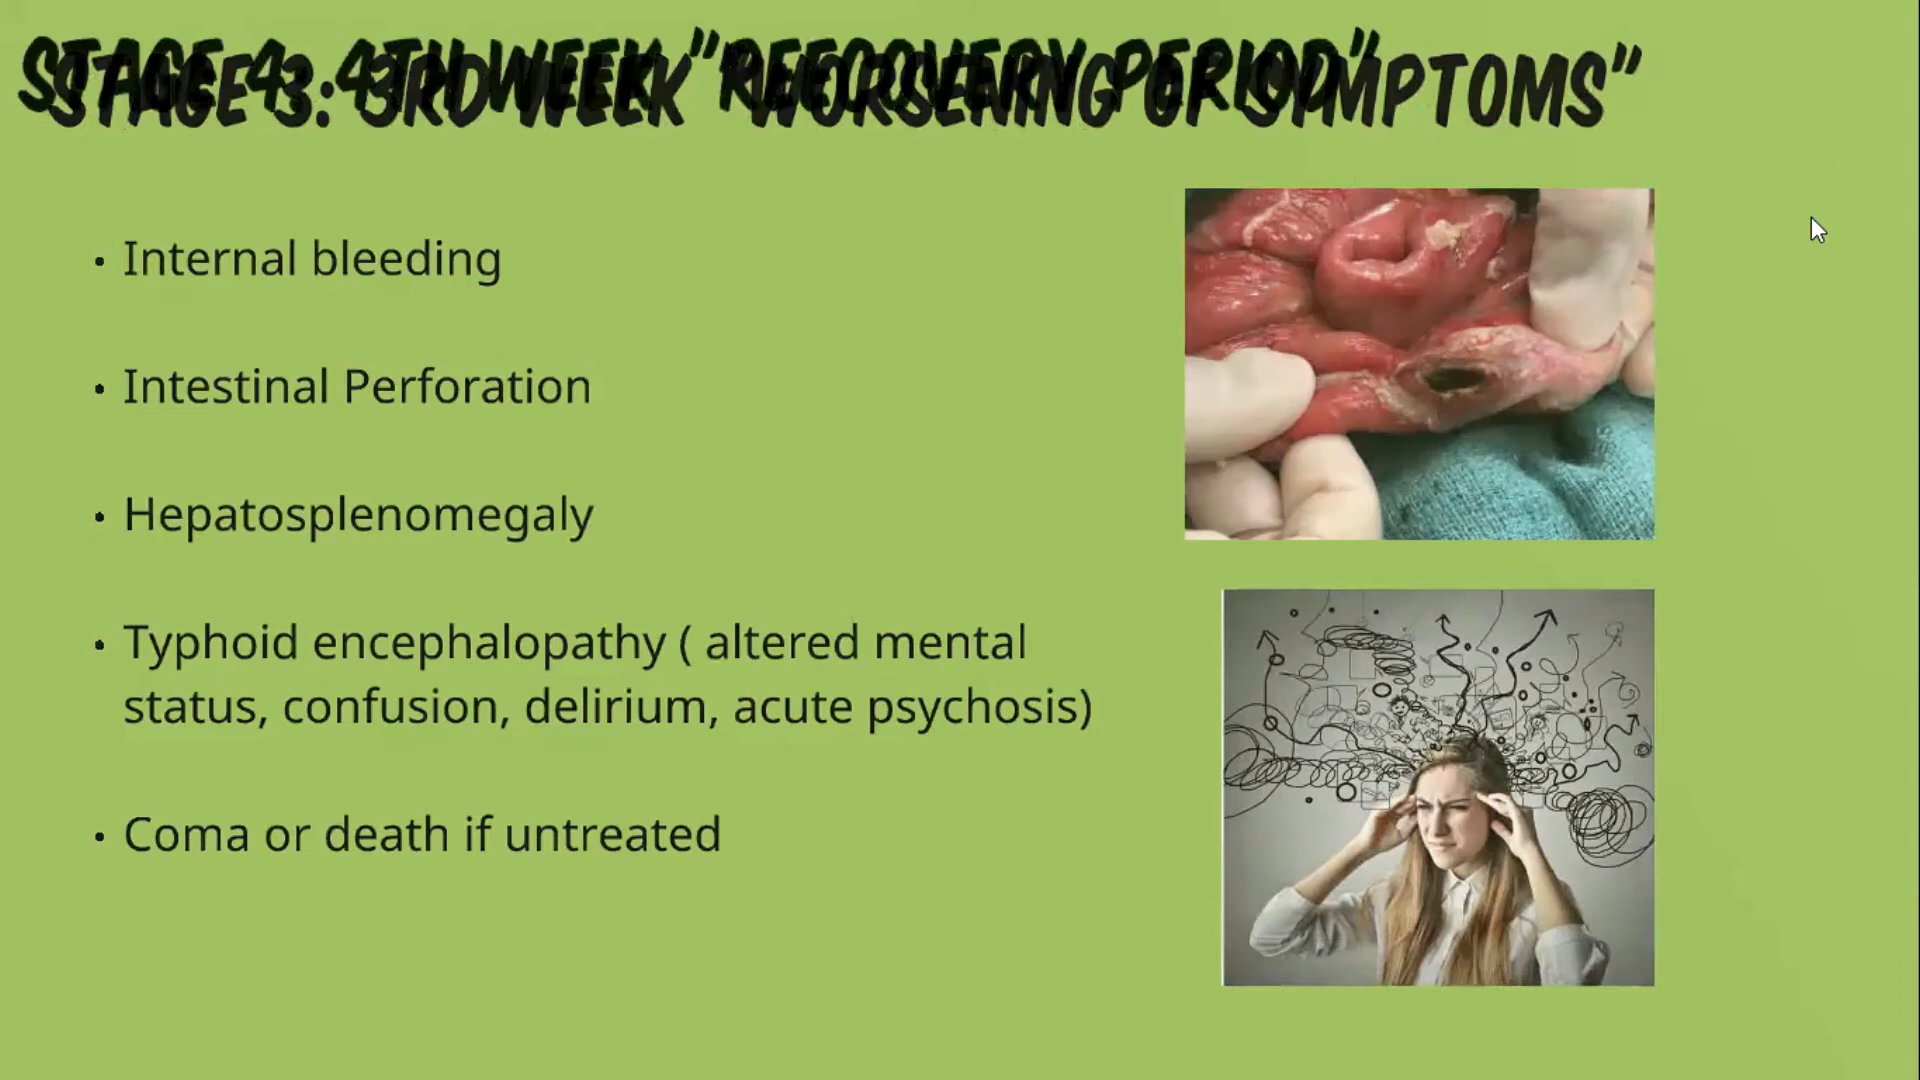 STAGE 4: 4TH WEEK "RECOVERY PERIOD"
STAGE 3: 3RD WEEK "WORSENING OF SYMPTOMS"
• Internal bleeding
• Intestinal Perforation
• Hepatosplenomegaly
• Typhoid encephalopathy ( altered mental
status, confusion, delirium, acute psychosis)
• Coma or death if untreated